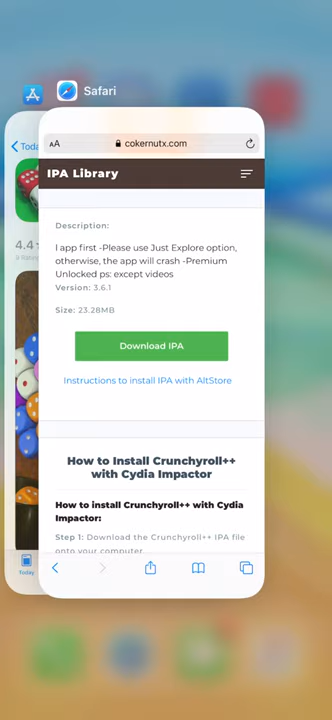 Safari
Toda
AA
cokernutx.com
IPA Library
Description:
l app first -Please use Just Explore option,
otherwise, the app will crash -Premium
Unlocked ps: except videos
Version: 3.6.1
Size: 23.28MB
Download IPA
Instructions to install IPA with AltStore
4.4
How to Install Crunchyroll++
with Cydia Impactor
How to install Crunchyroll++ with Cydia
Impactor:
Step 1: Download the Crunchyroll++ IPA file
onto your computer.
Today